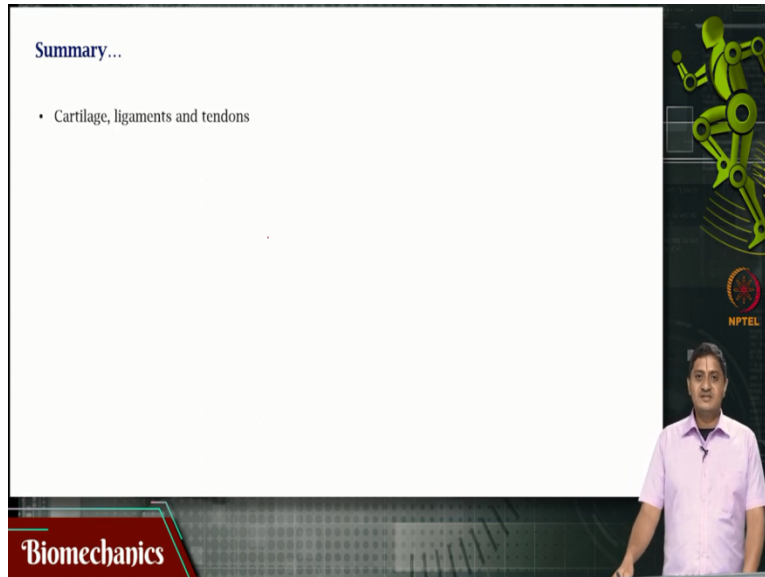 Summary...
• Cartilage, ligaments and tendons
NPTEL
Biomechanics